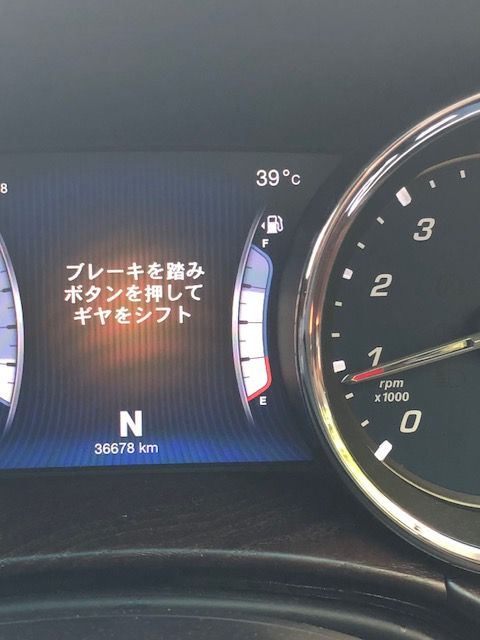 8
39°C
F
ブレーキを踏み
ボタンを押して
ギヤをシフト
E
N
36678 km
3
2
1
rpm
x1000
0